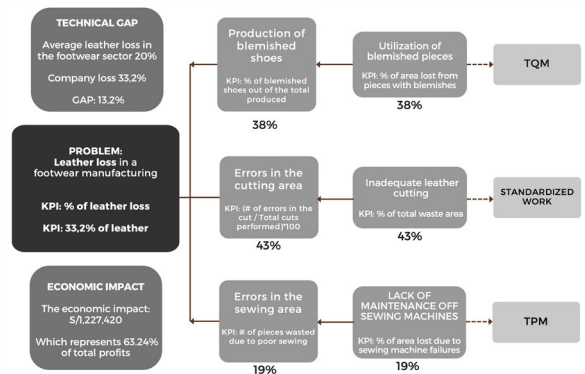 TECHNICAL GAP
Average leather loss in
the footwear sector 20%
Company loss 33,2%
GAP: 13,2%
PROBLEM:
Leather loss in a
footwear manufacturing
KPI: % of leather loss
KPI: 33,2% of leather
ECONOMIC IMPACT
The economic impact:
S/1,227,420
Which represents 63.24%
of total profits
Production of
blemished
shoes
KPI: % of blemished
shoes out of the total
produced
38%
Utilization of
blemished pieces
KPI: % of area lost from
pieces with blemishes
38%
TQM
Errors in the
cutting area
KPI: (# of errors in the
cut / Total cuts
performed)*100
43%
Inadequate leather
cutting
KPI: % of total waste area
43%
STANDARDIZED
WORK
Errors in the
sewing area
KPI: # of pieces wasted
due to poor sewing
19%
LACK OF
MAINTENANCE OFF
SEWING MACHINES
KPI: % of area lost due to
sewing machine failures
19%
TPM